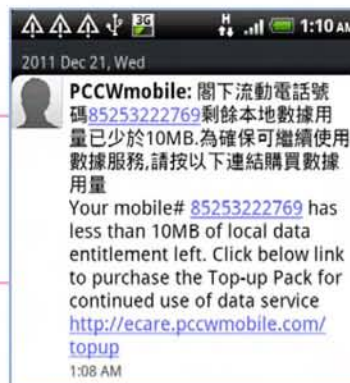 3G H 1:10 AM
2011 Dec 21, Wed
PCCWmobile: 閣下流動電話號
碼85253222769剩餘本地數據用
量已少於10MB.為確保可繼續使用
數據服務,請按以下連結購買數據
用量
Your mobile# 85253222769 has
less than 10MB of local data
entitlement left. Click below link
to purchase the Top-up Pack for
continued use of data service
http://ecare.pccwmobile.com/
topup
1:08 AM